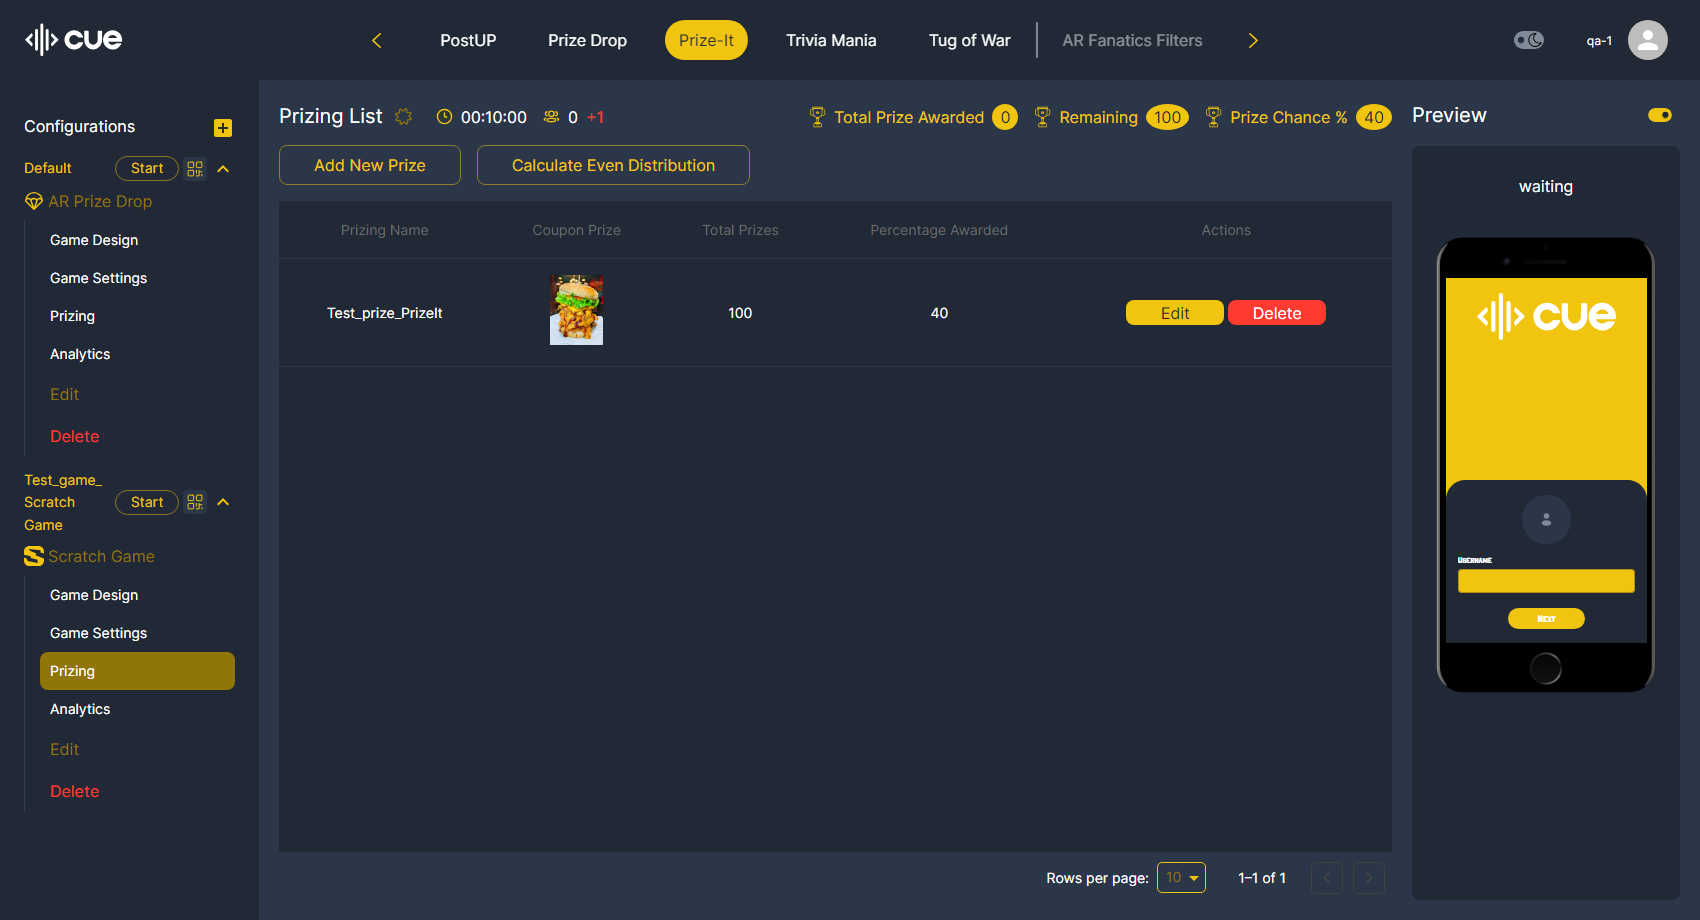 cue
PostUP
Prize Drop
Prize-It
Trivia Mania
Tug of War
AR Fanatics Filters
qa-1
Configurations
Default
Start
AR Prize Drop
Game Design
Game Settings
Prizing
Analytics
Edit
Delete
Test_game_
Scratch
Game
Start
Scratch Game
Game Design
Game Settings
Prizing
Analytics
Edit
Delete
Prizing List
00:10:00
0 +1
Total Prize Awarded 0
Remaining 100
Prize Chance % 40
Add New Prize
Calculate Even Distribution
Prizing Name
Coupon Prize
Total Prizes
Percentage Awarded
Actions
Test_prize_PrizeIt
100
40
Edit
Delete
Rows per page: 10
1–1 of 1
Preview
waiting
cue
Username
Next